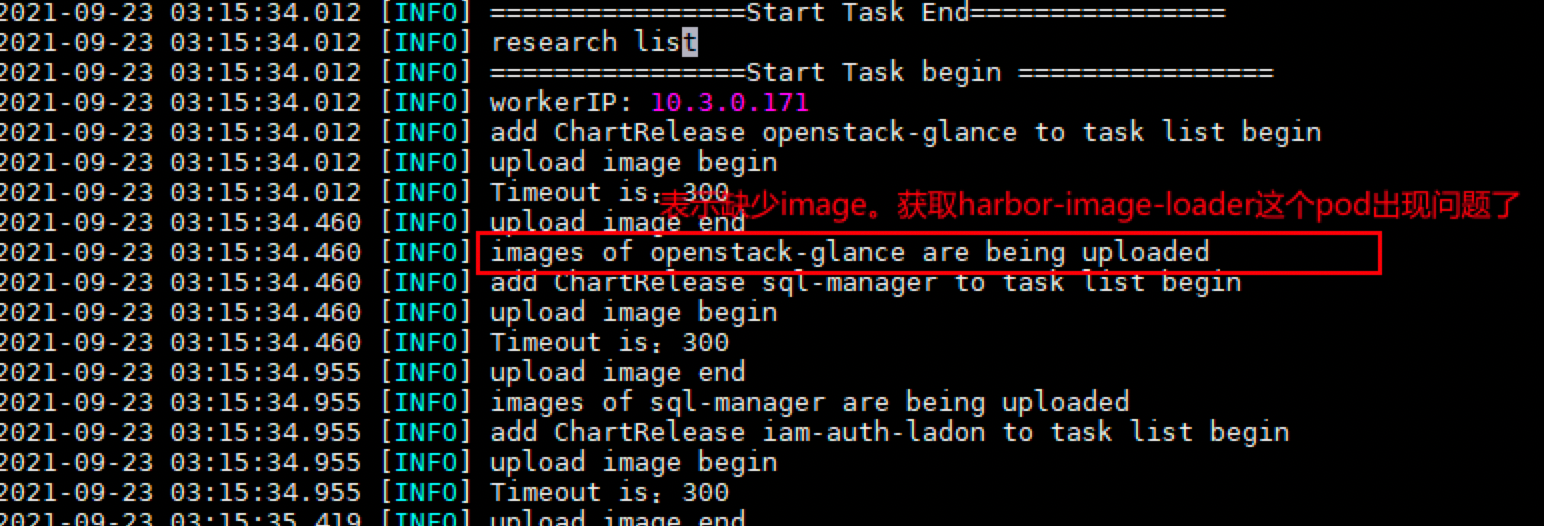 2021-09-23 03:15:34.012 [INFO] ================Start Task End================
2021-09-23 03:15:34.012 [INFO] research list
2021-09-23 03:15:34.012 [INFO] ================Start Task begin ================
2021-09-23 03:15:34.012 [INFO] workerIP: 10.3.0.171
2021-09-23 03:15:34.012 [INFO] add ChartRelease openstack-glance to task list begin
2021-09-23 03:15:34.012 [INFO] upload image begin
2021-09-23 03:15:34.012 [INFO] Timeout is：300
表示缺少image。获取harbor-image-loader这个pod出现问题了
2021-09-23 03:15:34.460 [INFO] upload image end
2021-09-23 03:15:34.460 [INFO] images of openstack-glance are being uploaded
2021-09-23 03:15:34.460 [INFO] add ChartRelease sql-manager to task list begin
2021-09-23 03:15:34.460 [INFO] upload image begin
2021-09-23 03:15:34.460 [INFO] Timeout is：300
2021-09-23 03:15:34.955 [INFO] upload image end
2021-09-23 03:15:34.955 [INFO] images of sql-manager are being uploaded
2021-09-23 03:15:34.955 [INFO] add ChartRelease iam-auth-ladon to task list begin
2021-09-23 03:15:34.955 [INFO] upload image begin
2021-09-23 03:15:34.955 [INFO] Timeout is：300
2021-09-23 03:15:35.419 [INFO] upload image end